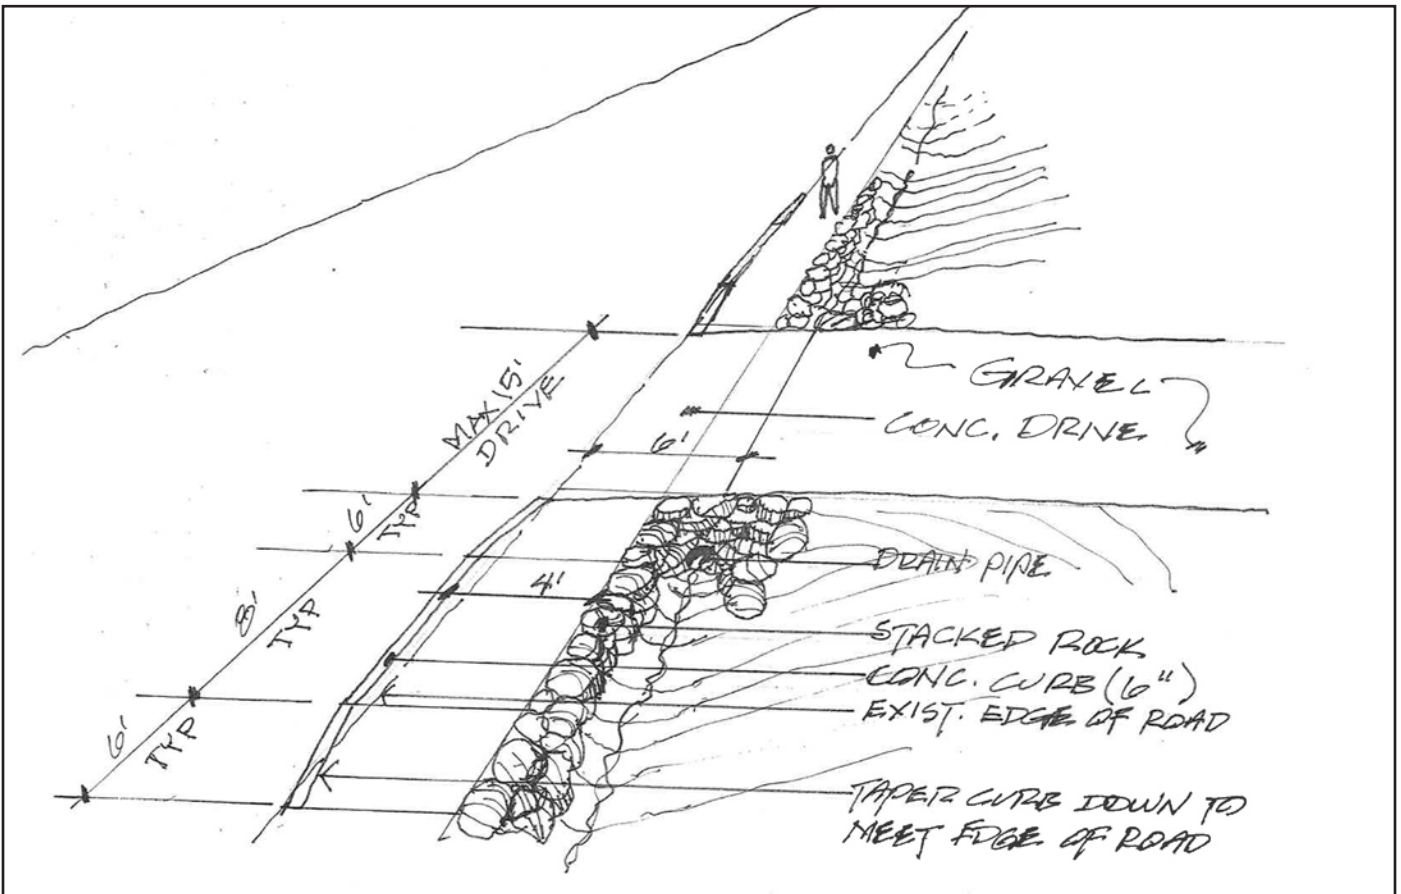 GRAVEL
CONC. DRIVE
MAX 15'
DRIVE
6'
6'
TYP
DRAIN PIPE
4'
8'
TYP
STACKED ROCK
CONC. CURB (6")
EXIST. EDGE OF ROAD
6'
TYP
TAPER CURB DOWN TO
MEET EDGE OF ROAD